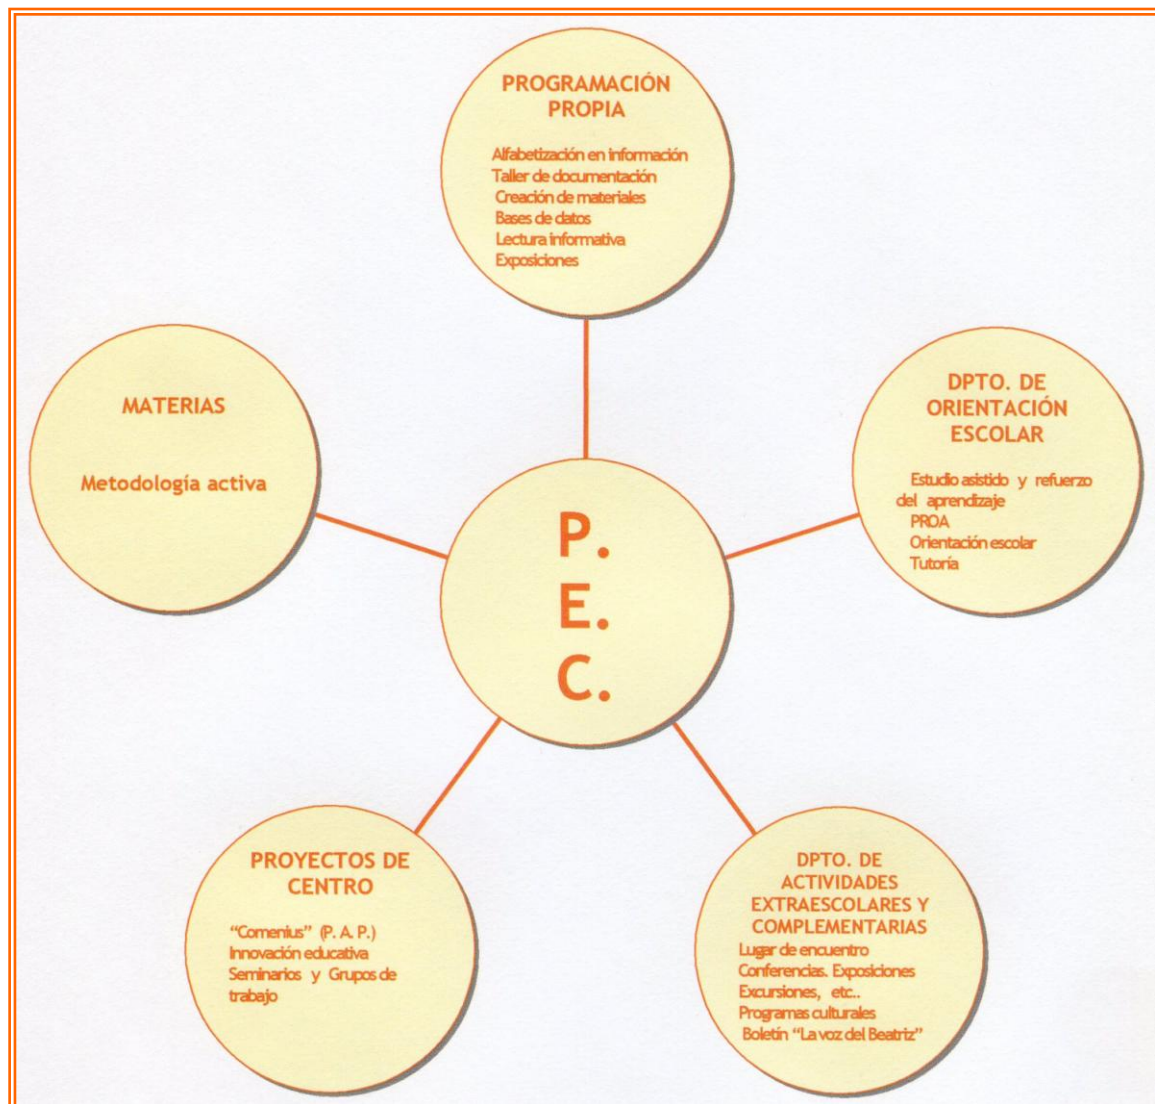 PROGRAMACIÓN
PROPIA
Alfabetización en información
Taller de documentación
Creación de materiales
Bases de datos
Lectura informativa
Exposiciones
MATERIAS
Metodología activa
DPTO. DE
ORIENTACIÓN
ESCOLAR
Estudio asistido y refuerzo
del aprendizaje
PROA
Orientación escolar
Tutoría
P.
E.
C.
PROYECTOS DE
CENTRO
“Comenius” (P. A. P.)
Innovación educativa
Seminarios y Grupos de
trabajo
DPTO. DE
ACTIVIDADES
EXTRAESCOLARES Y
COMPLEMENTARIAS
Lugar de encuentro
Conferencias. Exposiciones
Excursiones, etc..
Programas culturales
Boletín “La voz del Beatriz”